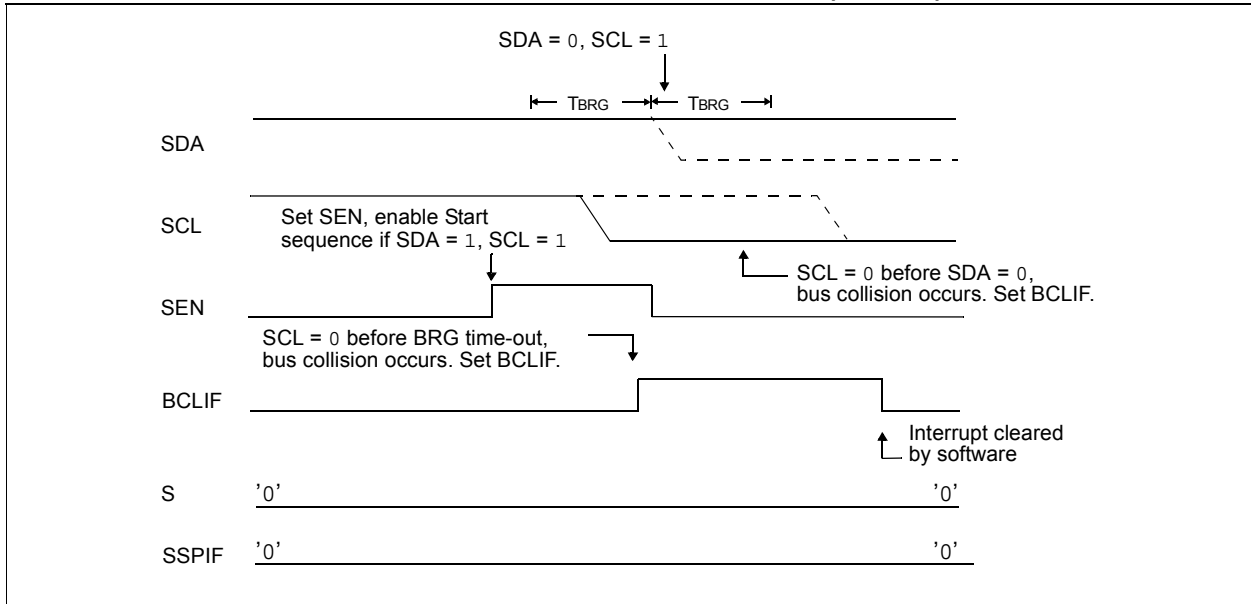 SDA = 0, SCL = 1
TBRG TBRG
SDA
SCL
Set SEN, enable Start
sequence if SDA = 1, SCL = 1
SCL = 0 before SDA = 0,
bus collision occurs. Set BCLIF.
SEN
SCL = 0 before BRG time-out,
bus collision occurs. Set BCLIF.
BCLIF
Interrupt cleared
by software
S '0' '0'
SSPIF '0' '0'